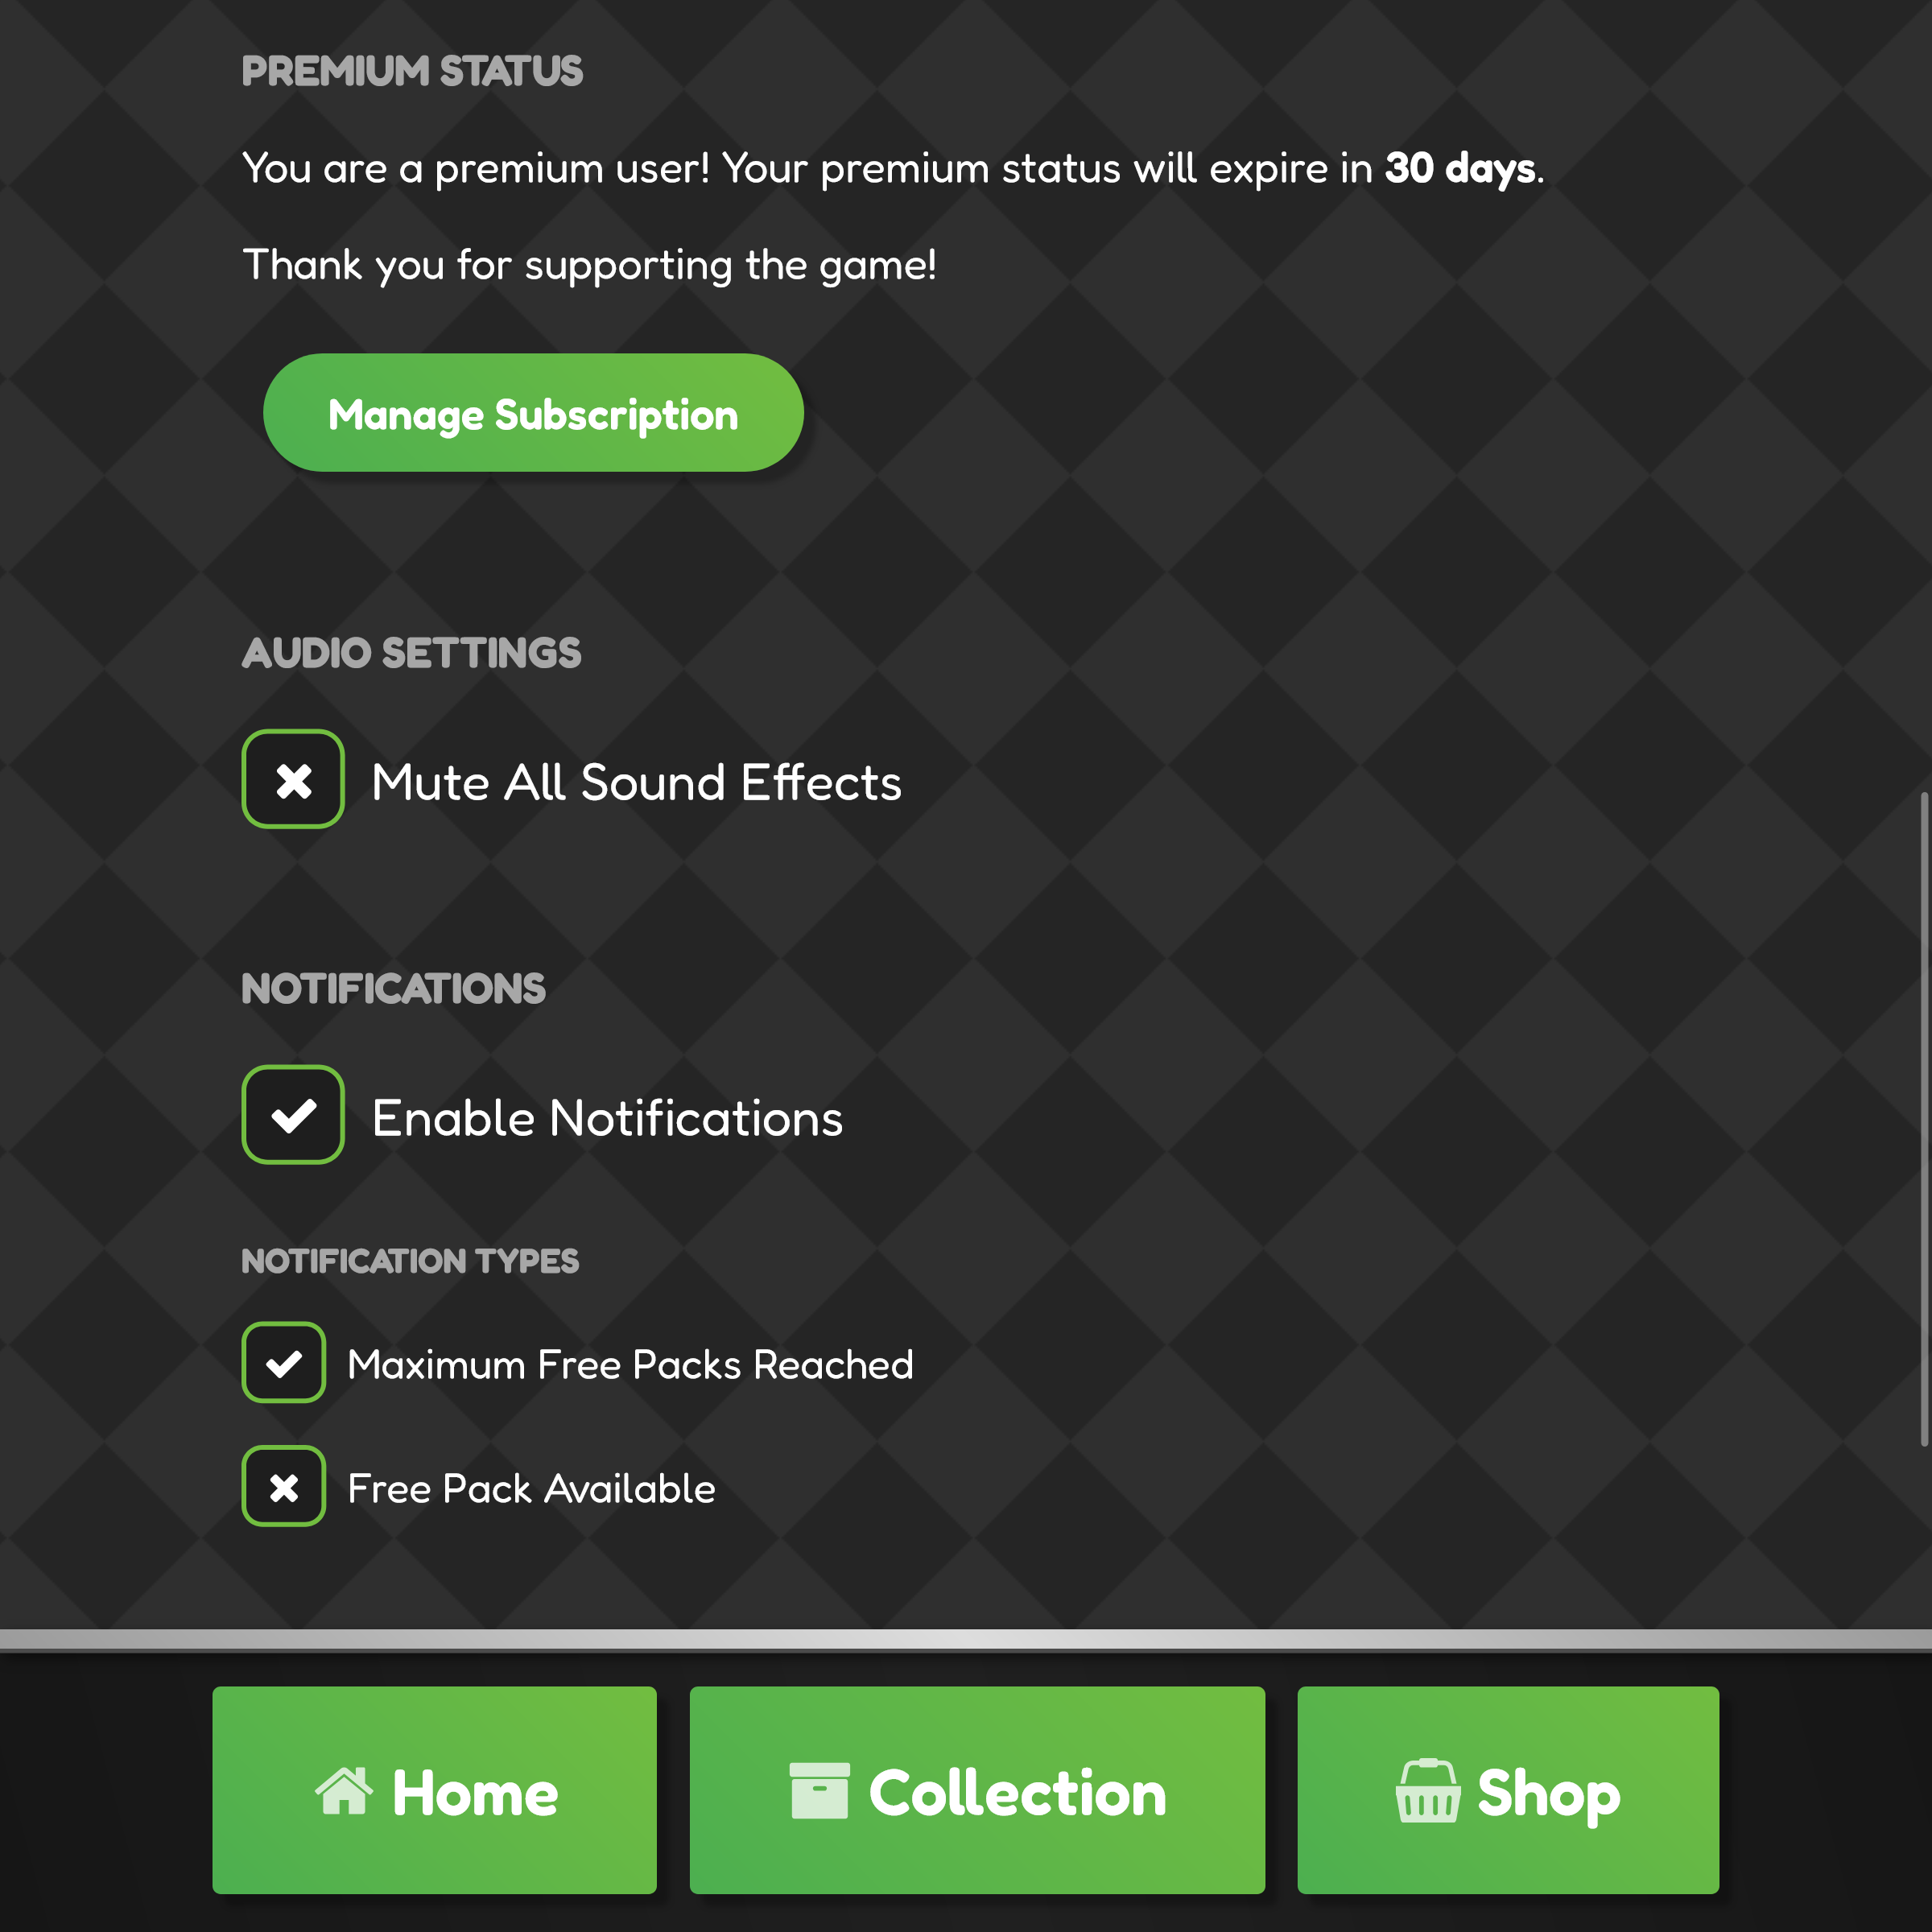 PREMIUM STATUS
You are a premium user! Your premium status will expire in 30 days.
Thank you for supporting the game!
Manage Subscription
AUDIO SETTINGS
Mute All Sound Effects
NOTIFICATIONS
Enable Notifications
NOTIFICATION TYPES
Maximum Free Packs Reached
Free Pack Available
Home
Collection
Shop